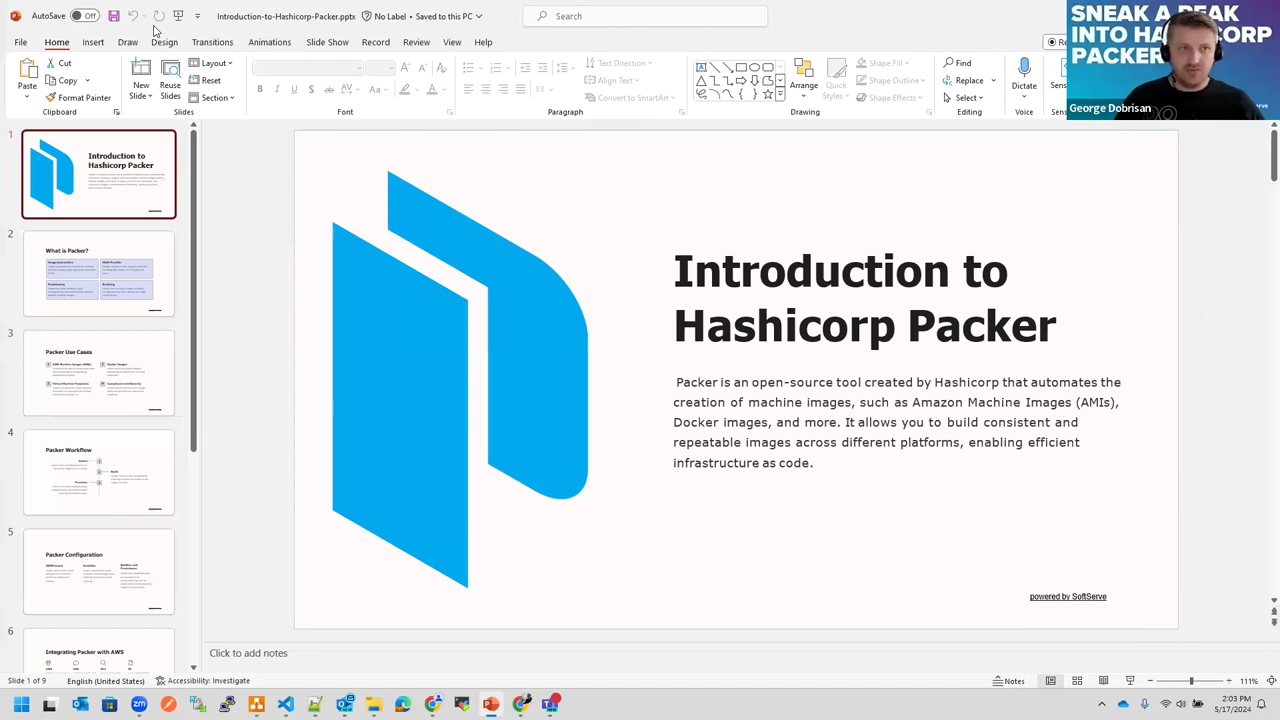 AutoSave Off
Introduction-to-Hashicorp-Packer.pptx No Label • Saved to this PC
Search
File Home Insert Draw Design Transitions Animations Slide Show Record Review View Help
Paste
Cut
Copy
Format Painter
Clipboard
New Slide
Reuse Slides
Layout
Reset
Section
Slides
Font
Text Direction
Align Text
Convert to SmartArt
Paragraph
Arrange
Quick Styles
Shape Fill
Shape Outline
Shape Effects
Drawing
Find
Replace
Select
Editing
Dictate
Voice
SNEAK A PEAK
INTO HASHICORP
PACKER
George Dobrisan
1
Introduction to
Hashicorp Packer
2
What is Packer?
3
Packer Use Cases
4
Packer Workflow
5
Packer Configuration
6
Integrating Packer with AWS
Introduction to
Hashicorp Packer
Packer is an open-source tool created by Hashicorp that automates the
creation of machine images, such as Amazon Machine Images (AMIs),
Docker images, and more. It allows you to build consistent and
repeatable images across different platforms, enabling efficient
infrastructure as code.
powered by SoftServe
Click to add notes
Slide 1 of 9 English (United States) Accessibility: Investigate
Notes 111%
2:03 PM
5/17/2024